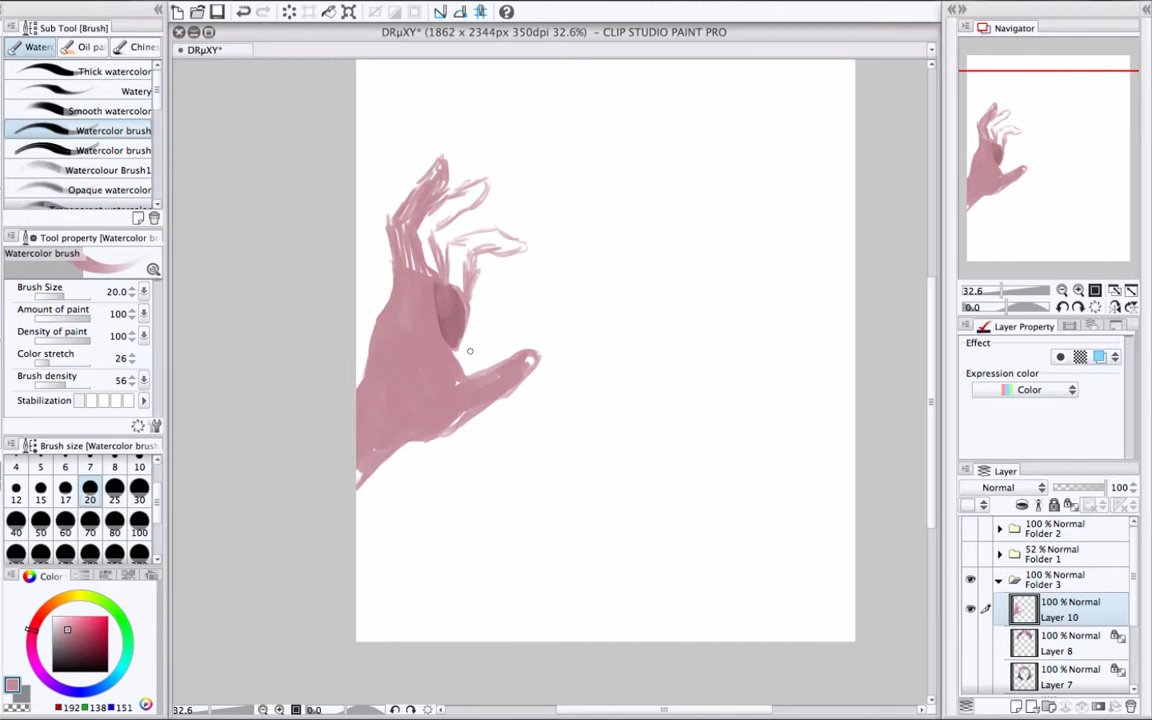 DRµXY* (1862 x 2344px 350dpi 32.6%) - CLIP STUDIO PAINT PRO
DRµXY*
Sub Tool [Brush]
Waterc
Oil pai
Chines
Thick watercolor
Watery
Smooth watercolor
Watercolor brush
Watercolor brush
Watercolour Brush1
Opaque watercolor
Tool property [Watercolor br
Watercolor brush
Brush Size 20.0
Amount of paint 100
Density of paint 100
Color stretch 26
Brush density 56
Stabilization
Brush size [Watercolor brush
4 5 6 7 8 10
12 15 17 20 25 30
40 50 60 70 80 100
Color
192 138 151
32.6 0.0
Navigator
32.6
0.0
Layer Property
Effect
Expression color
Color
Layer
Normal 100
100 % Normal
Folder 2
52 % Normal
Folder 1
100 % Normal
Folder 3
100 % Normal
Layer 10
100 % Normal
Layer 8
100 % Normal
Layer 7